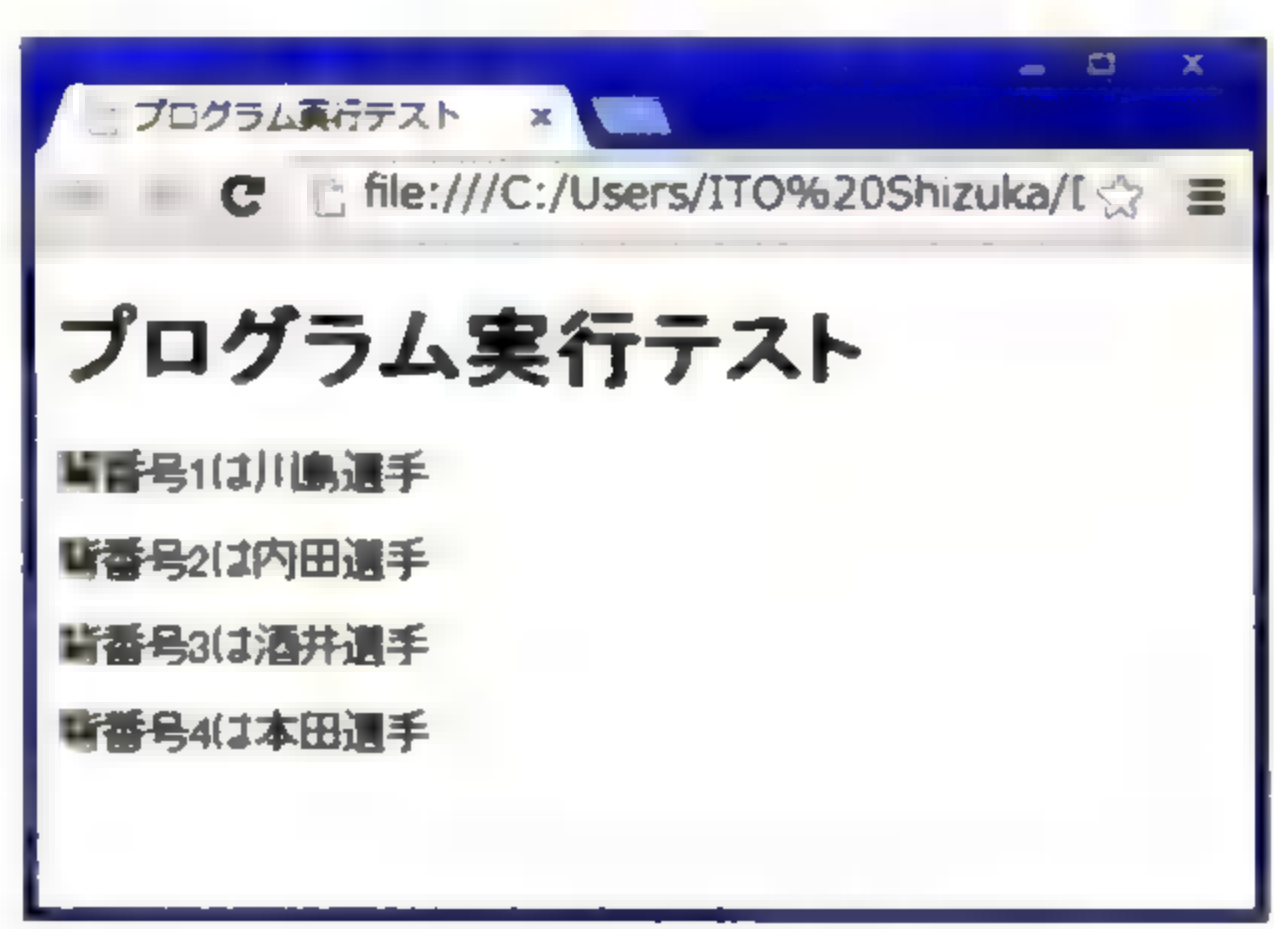 プログラム実行テスト
file:///C:/Users/ITO%20Shizuka/[
プログラム実行テスト
背番号1は川島選手
背番号2は内田選手
背番号3は酒井選手
背番号4は本田選手